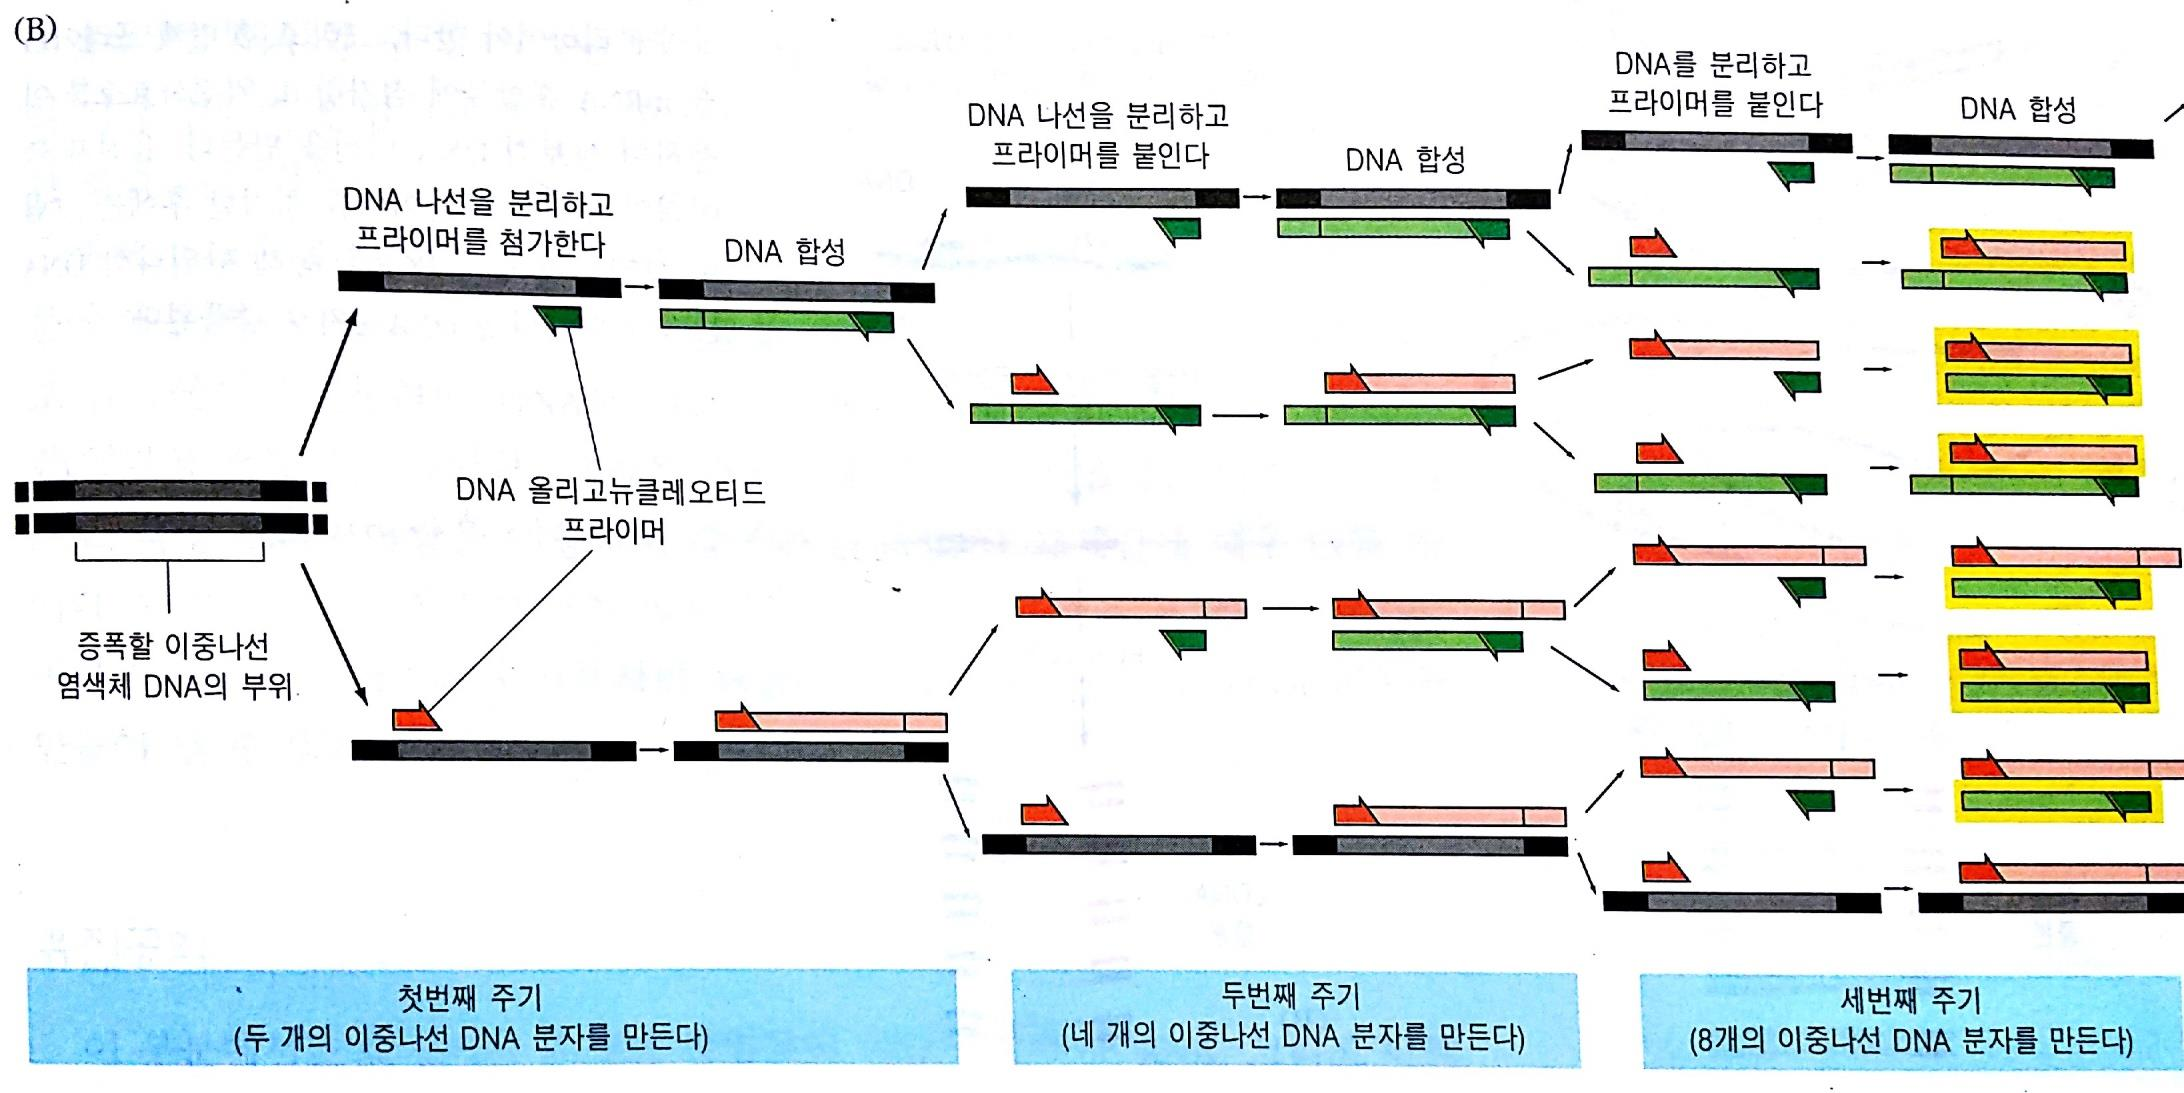 (B)
DNA 나선을 분리하고
프라이머를 첨가한다
DNA 합성
DNA 나선을 분리하고
프라이머를 붙인다
DNA 합성
DNA를 분리하고
프라이머를 붙인다
DNA 합성
DNA 올리고뉴클레오티드
프라이머
증폭할 이중나선
염색체 DNA의 부위
첫번째 주기
(두 개의 이중나선 DNA 분자를 만든다)
두번째 주기
(네 개의 이중나선 DNA 분자를 만든다)
세번째 주기
(8개의 이중나선 DNA 분자를 만든다)